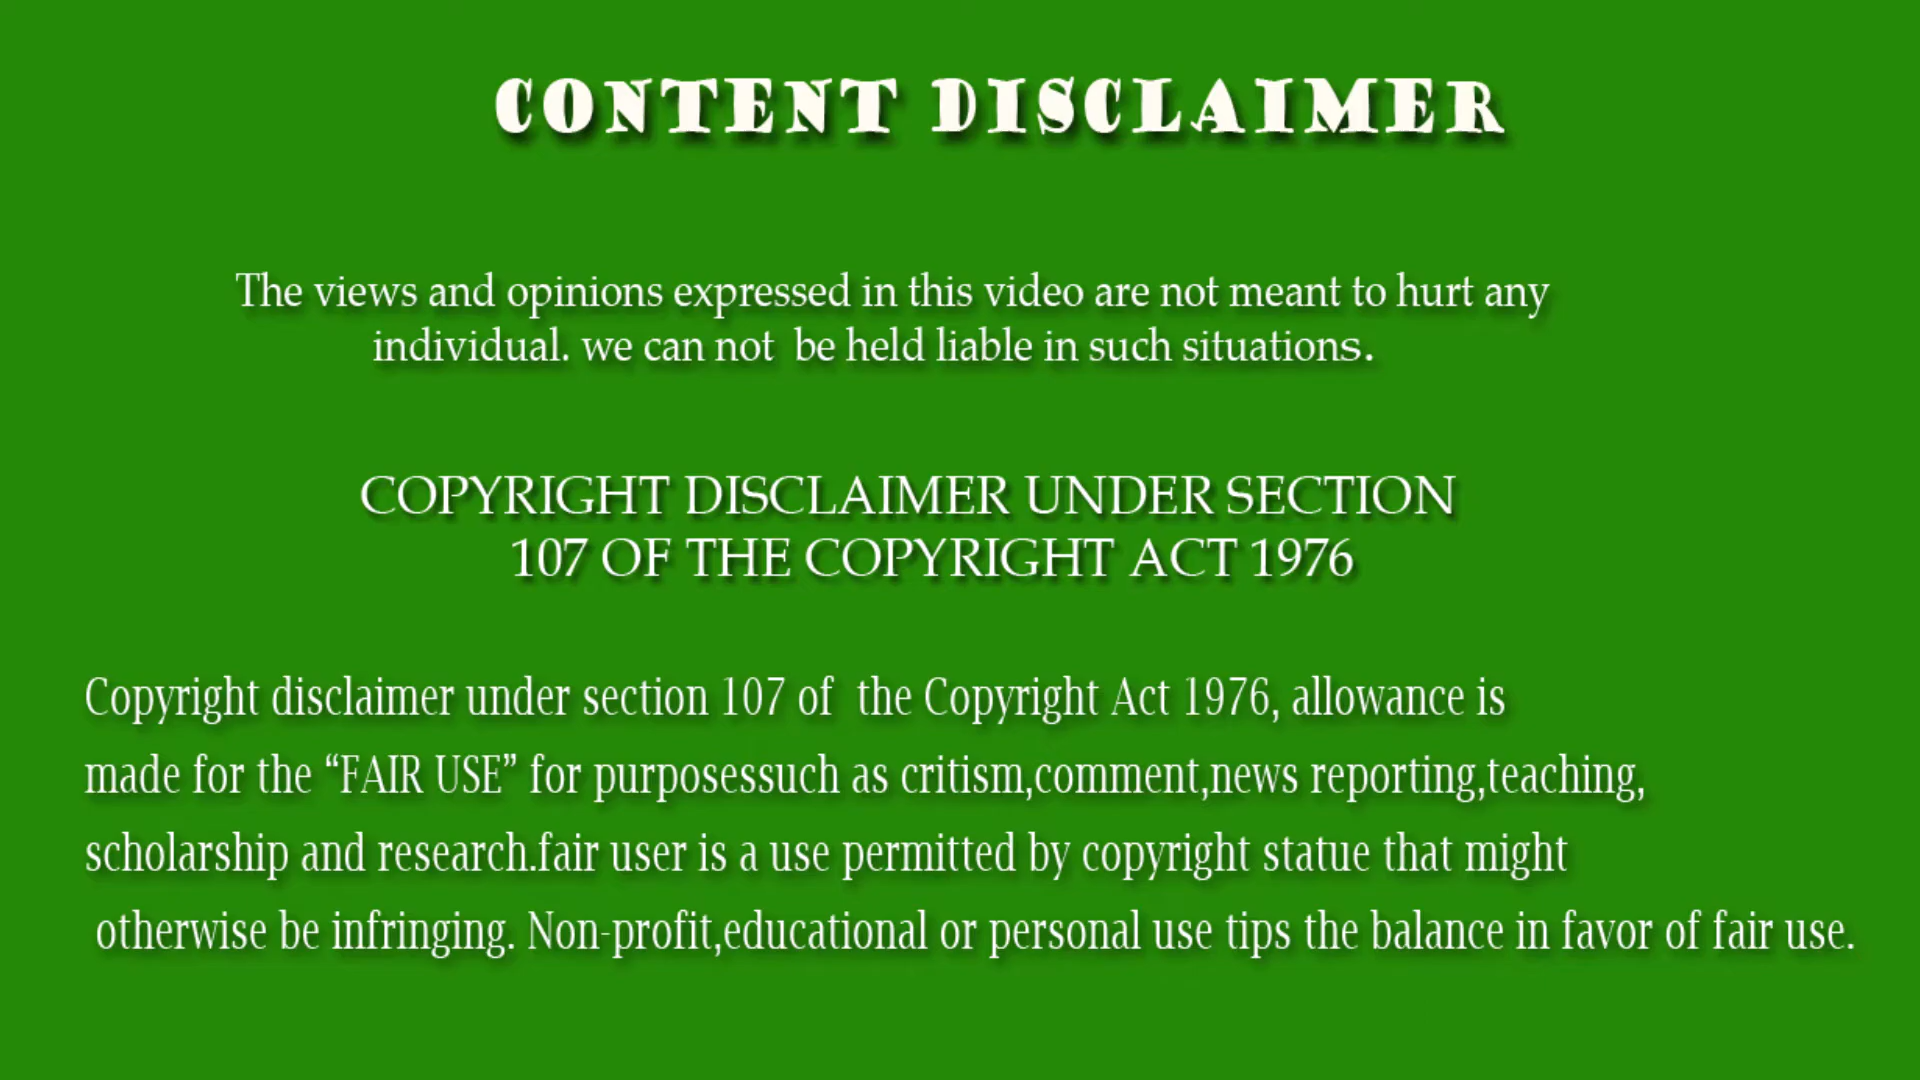 CONTENT DISCLAIMER
The views and opinions expressed in this video are not meant to hurt any
individual. we can not be held liable in such situations.
COPYRIGHT DISCLAIMER UNDER SECTION
107 OF THE COPYRIGHT ACT 1976
Copyright disclaimer under section 107 of the Copyright Act 1976, allowance is
made for the “FAIR USE” for purposessuch as critism,comment,news reporting,teaching,
scholarship and research.fair user is a use permitted by copyright statue that might
otherwise be infringing. Non-profit,educational or personal use tips the balance in favor of fair use.